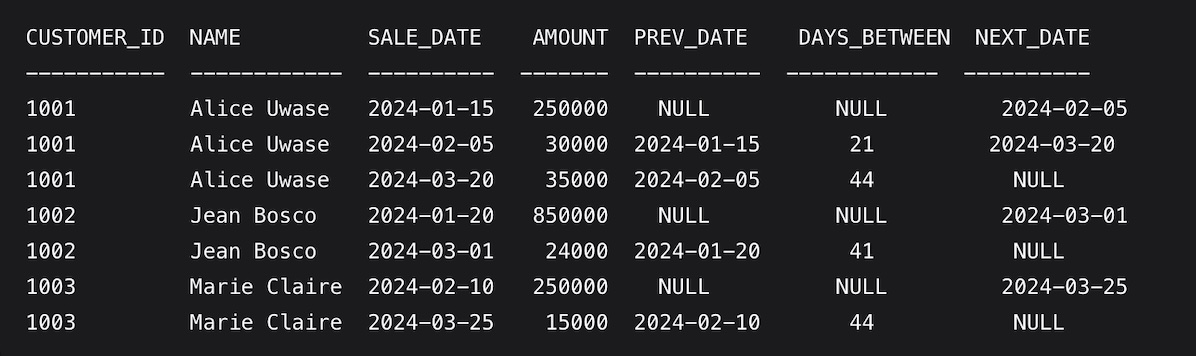 CUSTOMER_ID  NAME          SALE_DATE    AMOUNT  PREV_DATE    DAYS_BETWEEN  NEXT_DATE
-----------  ------------  ----------  -------  ----------  ------------  ----------
1001         Alice Uwase   2024-01-15   250000    NULL          NULL         2024-02-05
1001         Alice Uwase   2024-02-05    30000  2024-01-15       21         2024-03-20
1001         Alice Uwase   2024-03-20    35000  2024-02-05       44           NULL
1002         Jean Bosco    2024-01-20   850000    NULL          NULL         2024-03-01
1002         Jean Bosco    2024-03-01    24000  2024-01-20       41           NULL
1003         Marie Claire  2024-02-10   250000    NULL          NULL         2024-03-25
1003         Marie Claire  2024-03-25    15000  2024-02-10       44           NULL